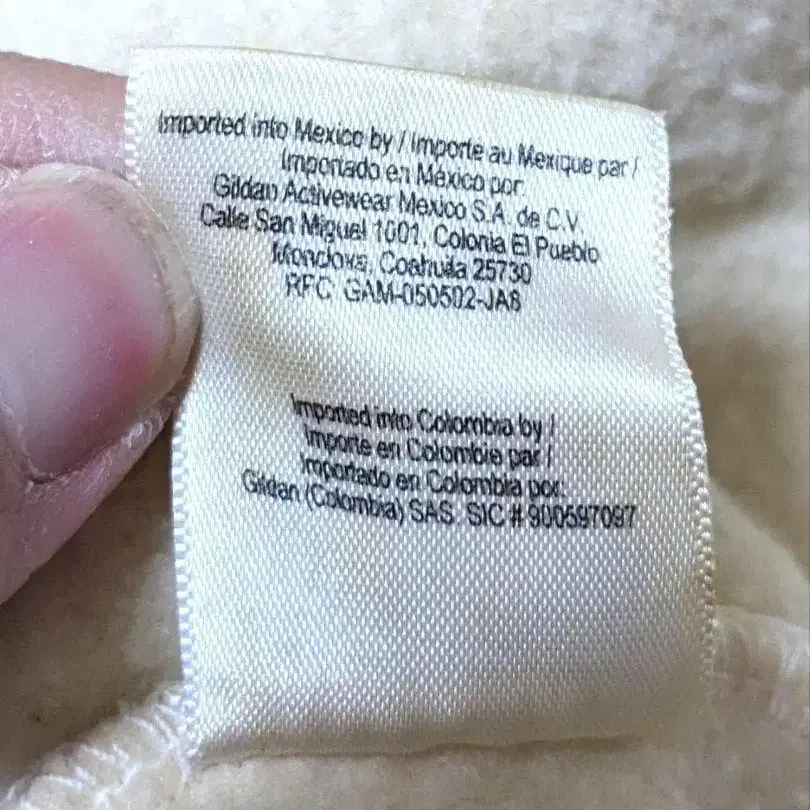 Imported into Mexico by / Importé au Mexique par /
Importado en México por:
Gildan Activewear Mexico S.A. de C.V.
Calle San Miguel 1001, Colonia El Pueblo
Monclova, Coahuila 25730
RFC: GAM-050502-JA8
Imported into Colombia by /
Importé en Colombie par /
Importado en Colombia por:
Gildan (Colombia) SAS. SIC # 900597097